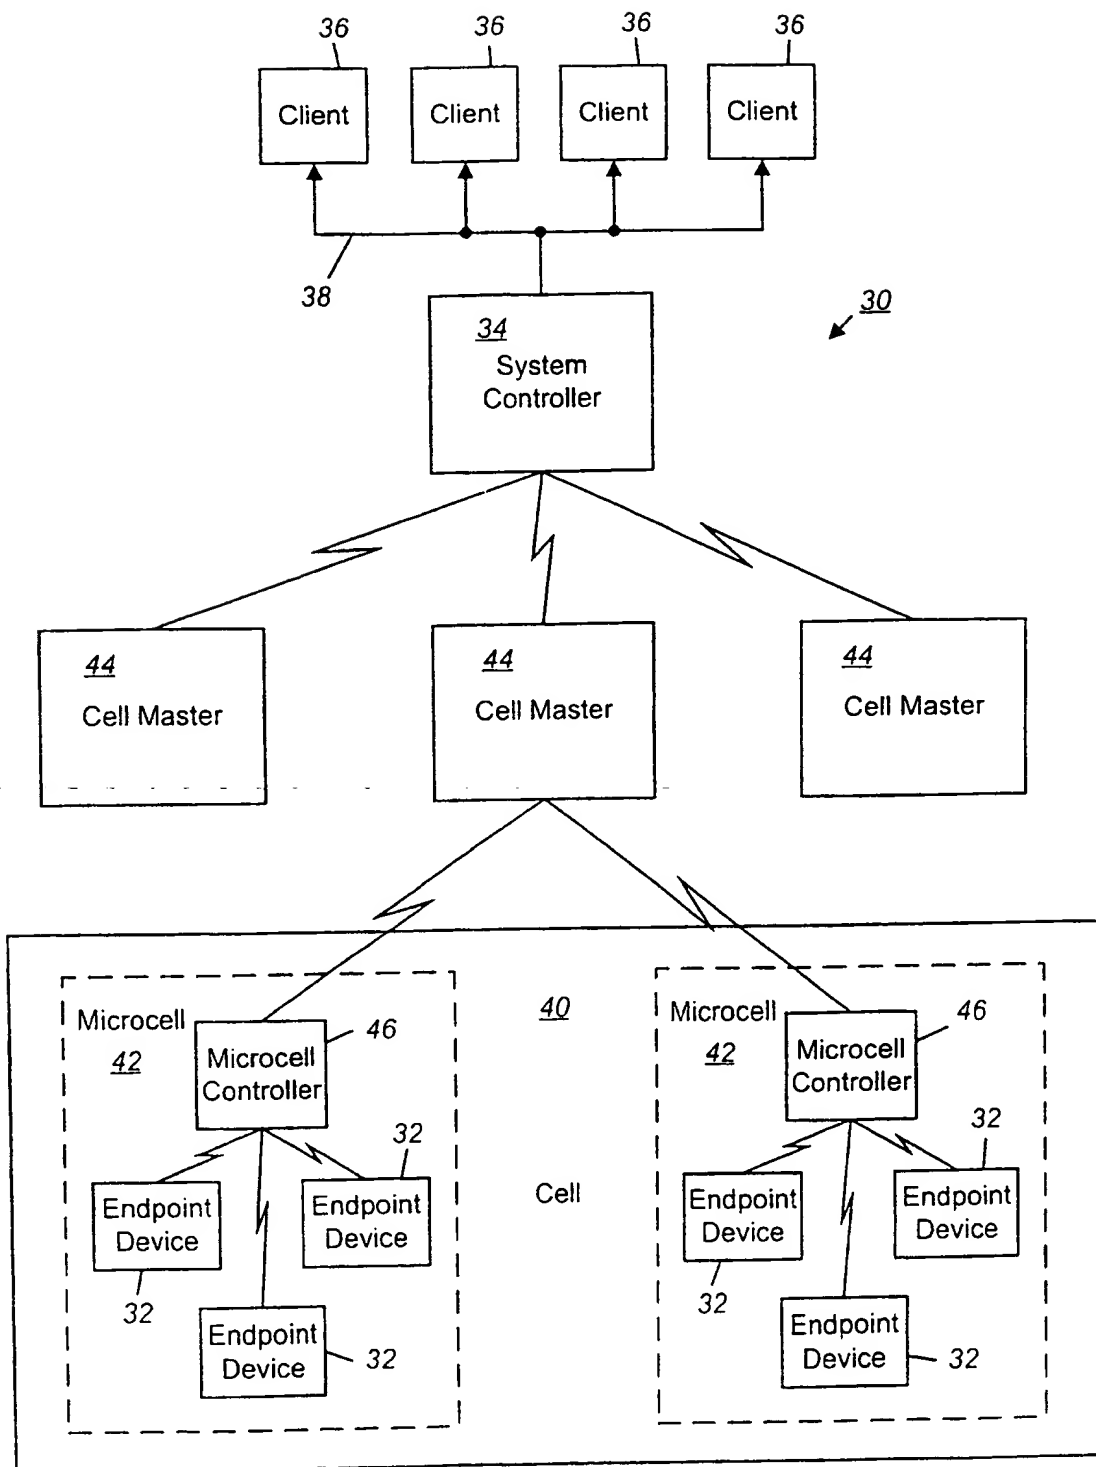 36 36 36 36
Client Client Client Client
38
30
34
System
Controller
44
Cell Master
44
Cell Master
44
Cell Master
40
Cell
Microcell
42
46
Microcell
Controller
32
Endpoint
Device
Endpoint
Device
32
Endpoint
Device
32
Microcell
42
46
Microcell
Controller
32
Endpoint
Device
Endpoint
Device
32
Endpoint
Device
32